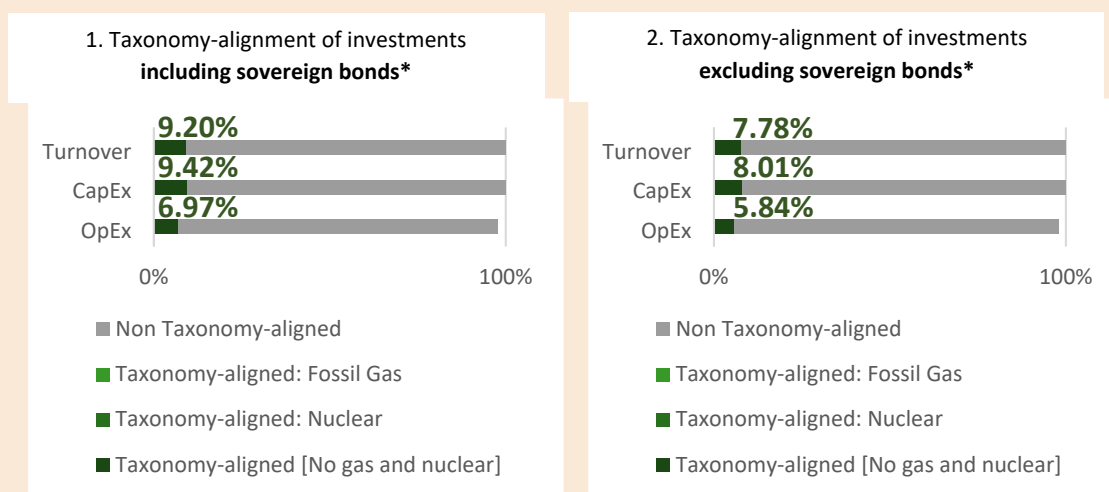 1. Taxonomy-alignment of investments
including sovereign bonds*
9.20%
Turnover
9.42%
CapEx
6.97%
OpEx
0%
100%
Non Taxonomy-aligned
Taxonomy-aligned: Fossil Gas
Taxonomy-aligned: Nuclear
Taxonomy-aligned [No gas and nuclear]
2. Taxonomy-alignment of investments
excluding sovereign bonds*
7.78%
Turnover
8.01%
CapEx
5.84%
OpEx
0%
100%
Non Taxonomy-aligned
Taxonomy-aligned: Fossil Gas
Taxonomy-aligned: Nuclear
Taxonomy-aligned [No gas and nuclear]